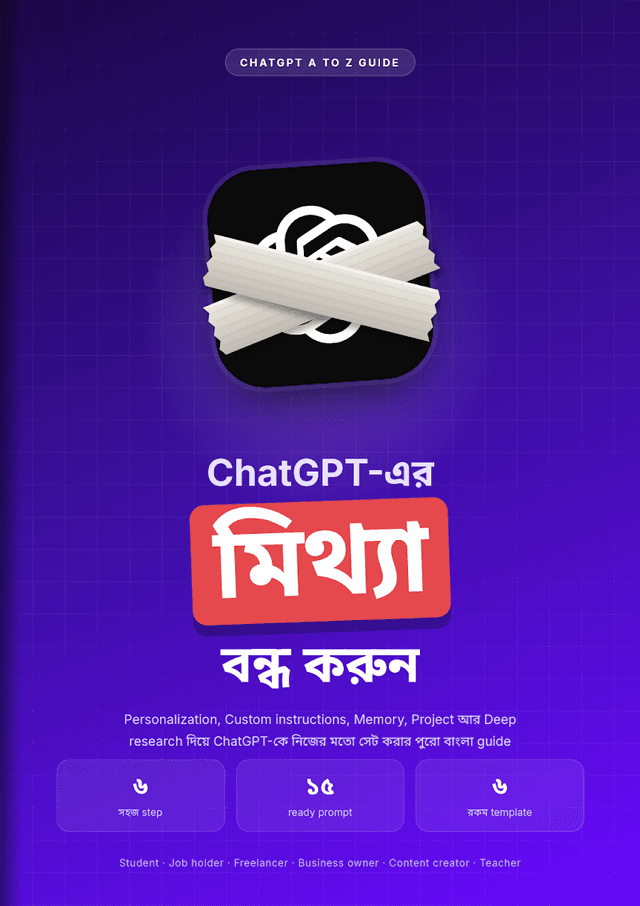 CHATGPT A TO Z GUIDE
ChatGPT-এর
মিথ্যা
বন্ধ করুন
Personalization, Custom instructions, Memory, Project আর Deep
research দিয়ে ChatGPT-কে নিজের মতো সেট করার পুরো বাংলা guide
৬
সহজ step
১৫
ready prompt
৬
রকম template
Student · Job holder · Freelancer · Business owner · Content creator · Teacher